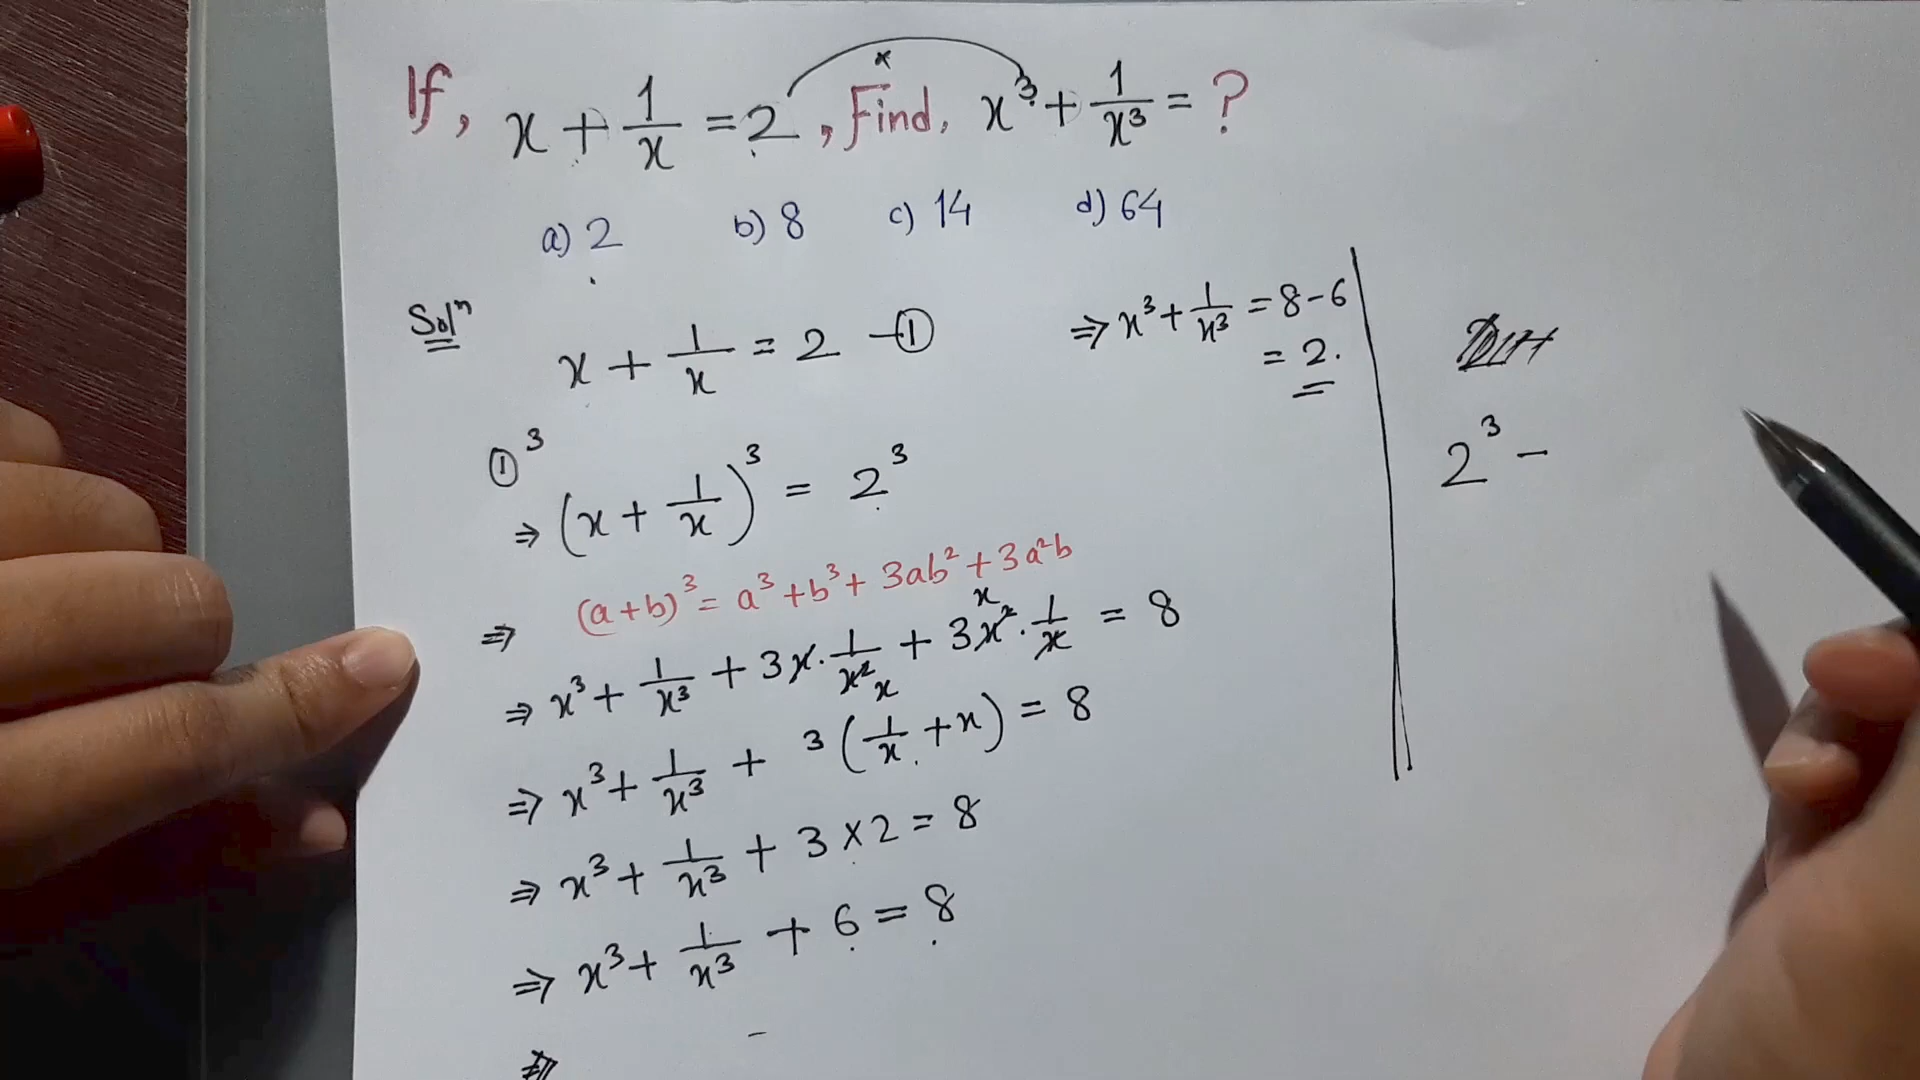 If, x + 1/x = 2, Find, x³ + 1/x³ = ?
x
a) 2 b) 8 c) 14 d) 64
Solⁿ
x + 1/x = 2 —①
①³
⇒ (x + 1/x)³ = 2³
⇒ (a+b)³ = a³ + b³ + 3ab² + 3a²b
⇒ x³ + 1/x³ + 3x · 1/x² + 3x² · 1/x = 8
x x
⇒ x³ + 1/x³ + 3(1/x + x) = 8
⇒ x³ + 1/x³ + 3 × 2 = 8
⇒ x³ + 1/x³ + 6 = 8
⇒ x³ + 1/x³ = 8 - 6
= 2.
2³ -